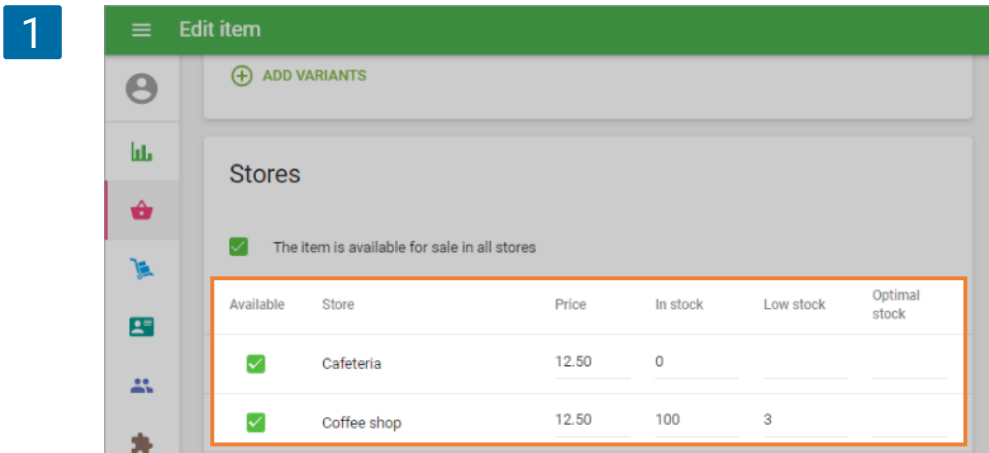 1
Edit item
ADD VARIANTS
Stores
The item is available for sale in all stores
Available Store Price In stock Low stock Optimal stock
Cafeteria 12.50 0
Coffee shop 12.50 100 3